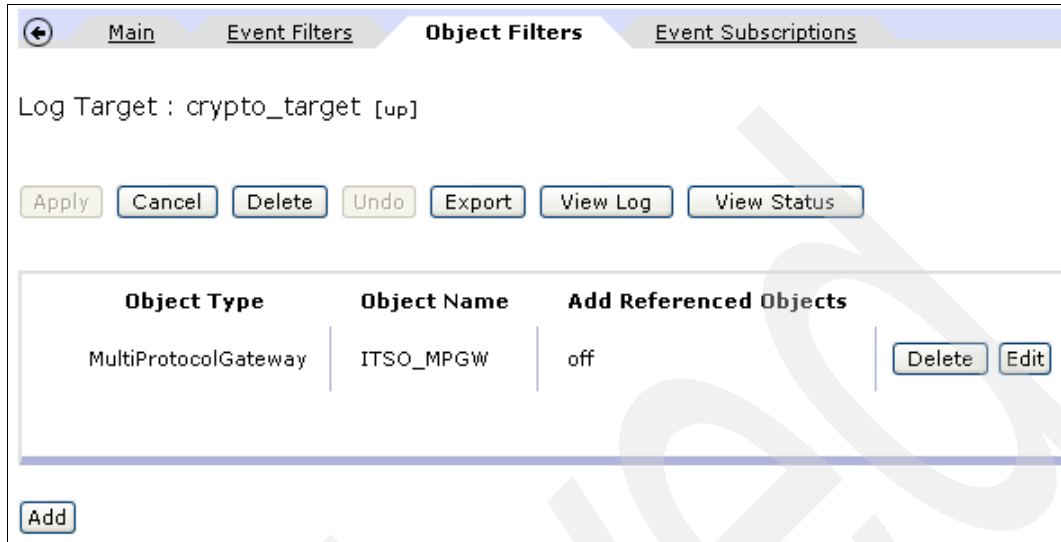 Main Event Filters Object Filters Event Subscriptions
Log Target : crypto_target [up]
Apply Cancel Delete Undo Export View Log View Status
Object Type Object Name Add Referenced Objects
MultiProtocolGateway ITSO_MPGW off Delete Edit
Add